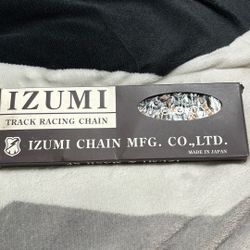 IZUMI
TRACK RACING CHAIN
IZUMI CHAIN MFG. CO.,LTD.
MADE IN JAPAN